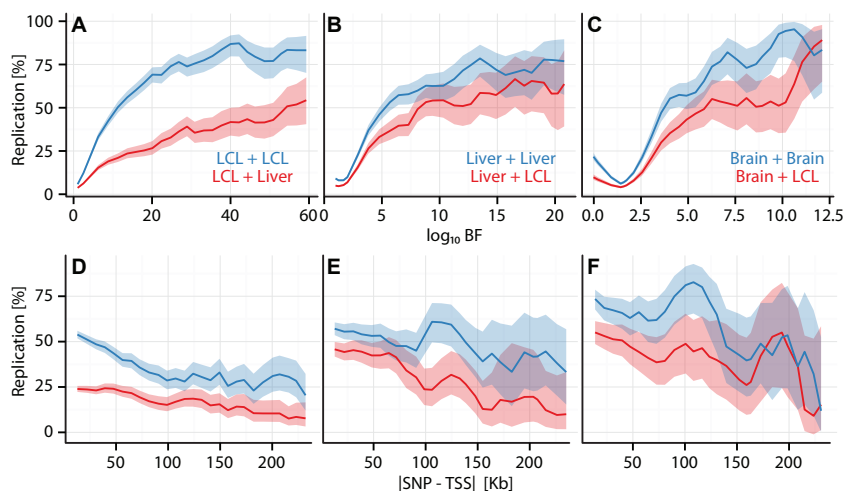 A B C
Replication [%]
100
75
50
25
0
LCL + LCL
LCL + Liver
Liver + Liver
Liver + LCL
Brain + Brain
Brain + LCL
0 20 40 60
0 5 10 15 20
0.0 2.5 5.0 7.5 10.0 12.5
log₁₀ BF
D E F
Replication [%]
75
50
25
0
50 100 150 200
50 100 150 200
50 100 150 200
|SNP - TSS| [Kb]